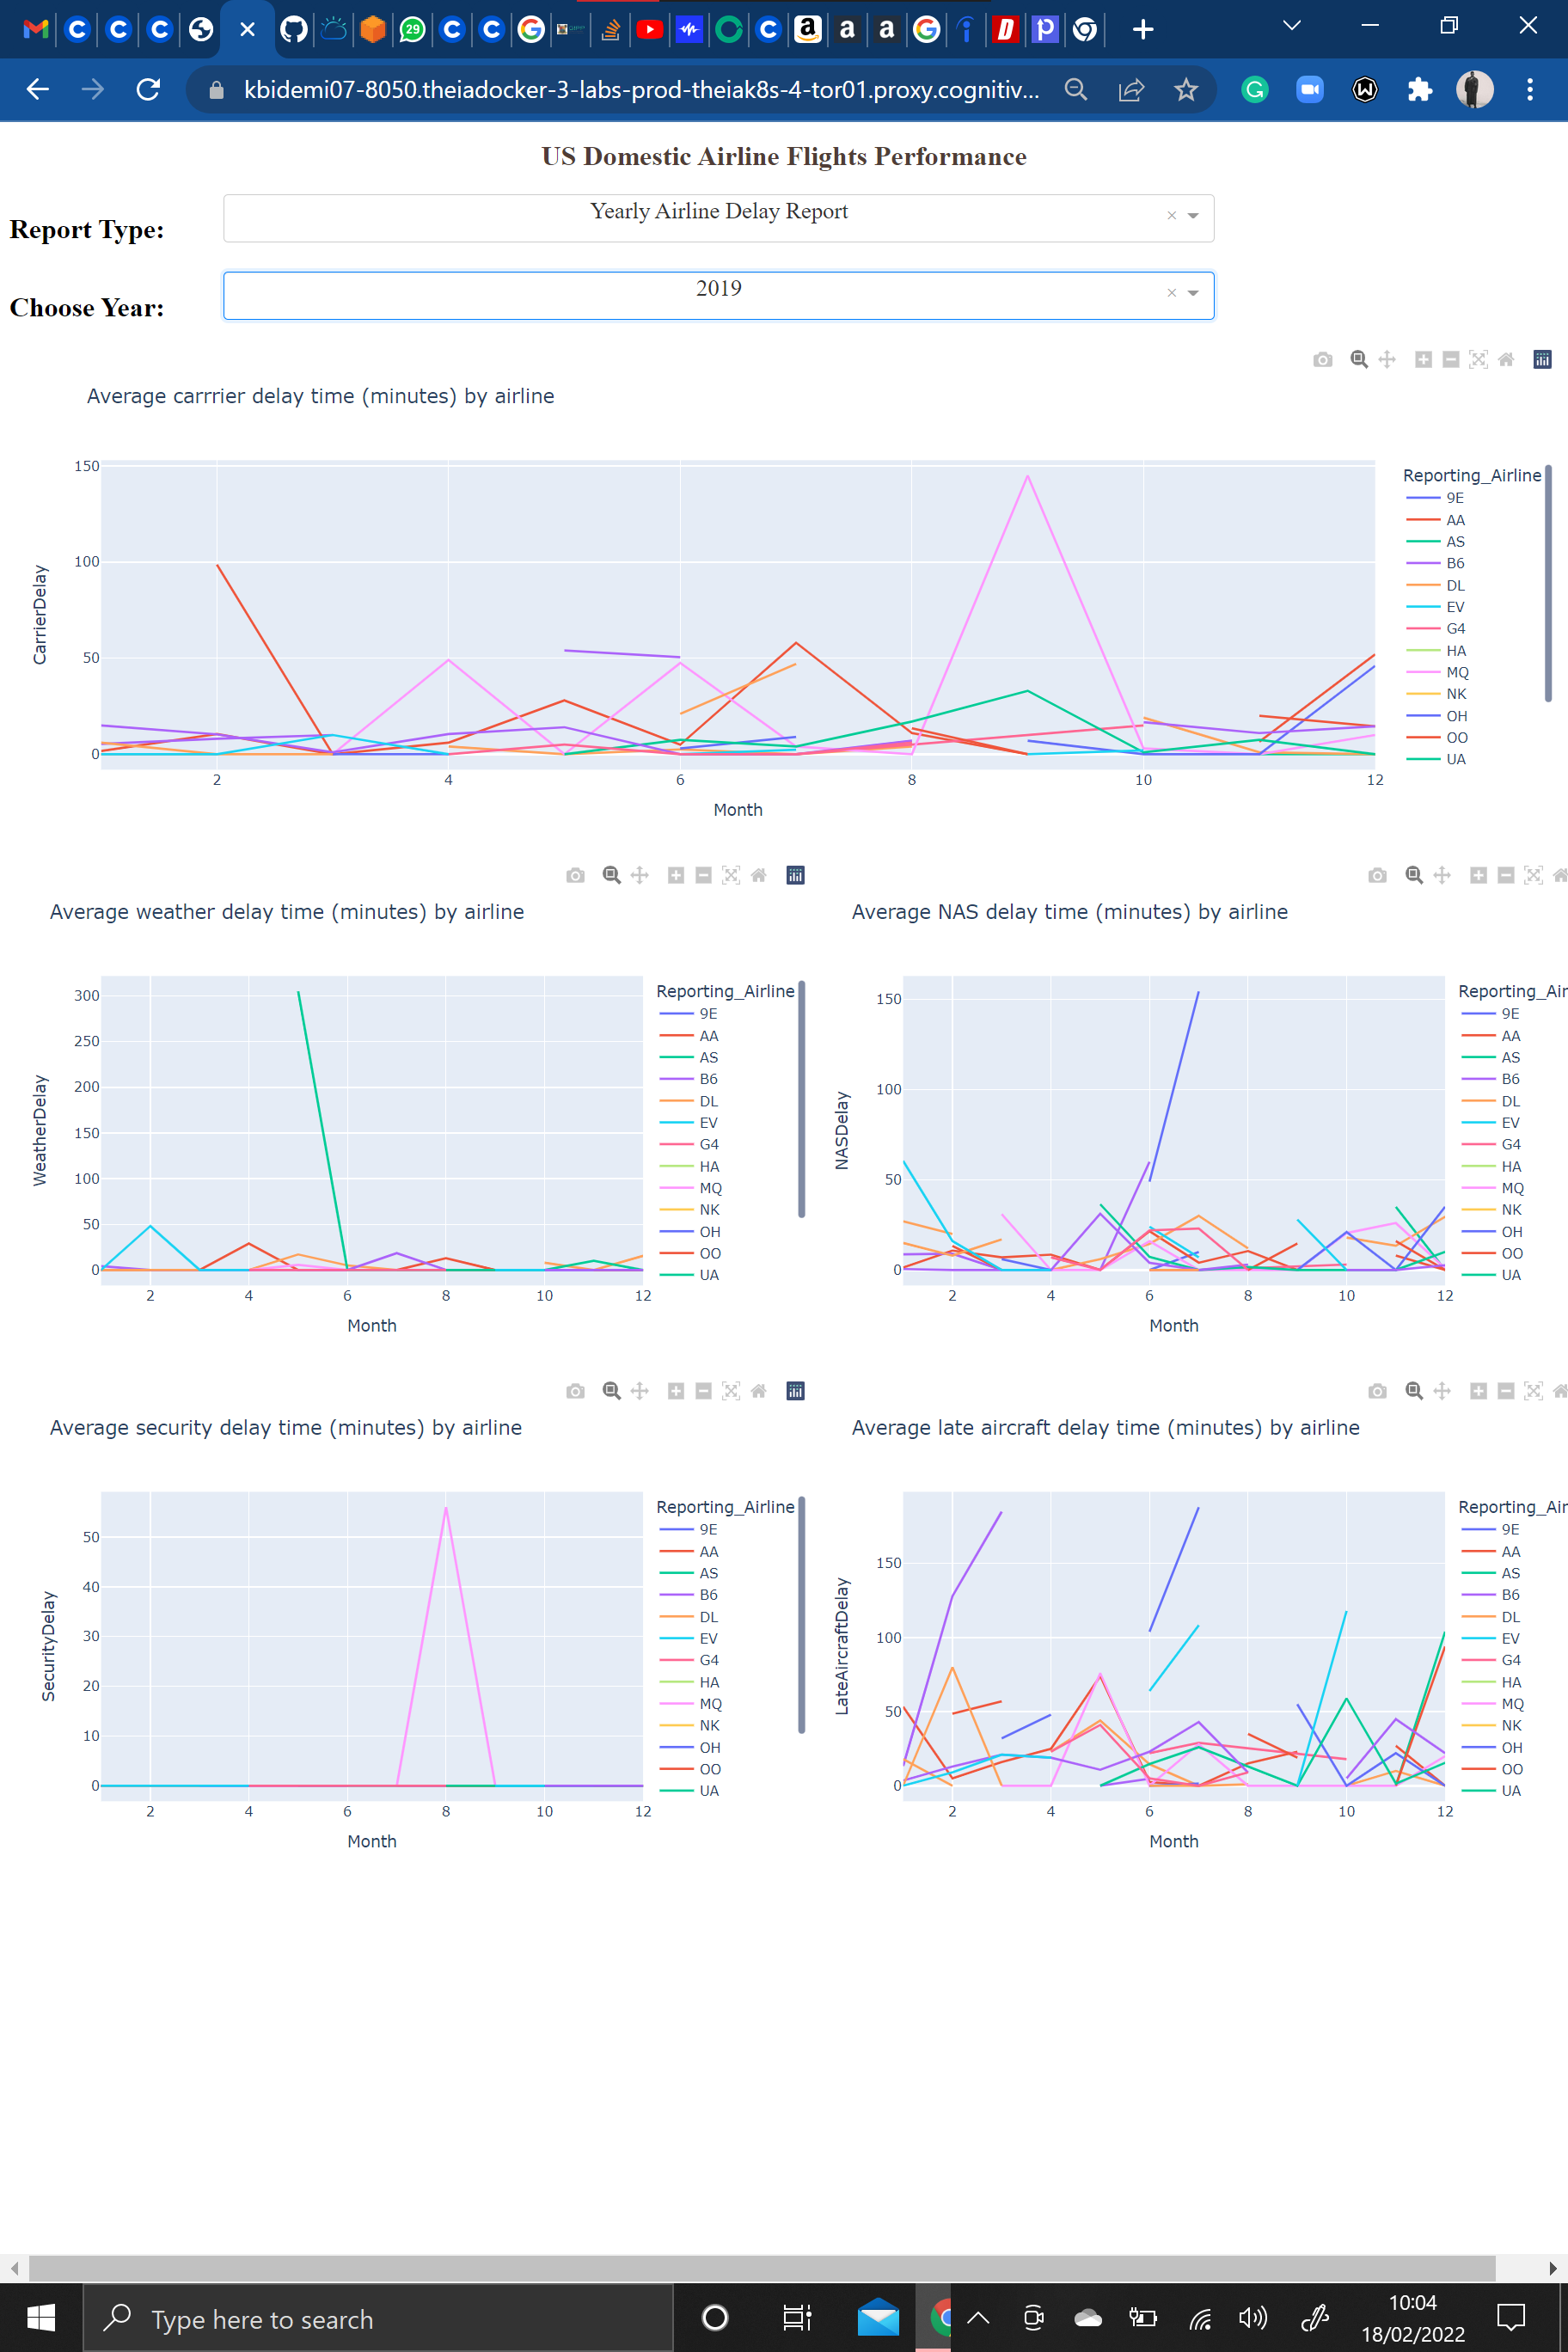 29
kbidemi07-8050.theiadocker-3-labs-prod-theiak8s-4-tor01.proxy.cognitiv...
US Domestic Airline Flights Performance
Report Type:
Yearly Airline Delay Report
Choose Year:
2019
Average carrrier delay time (minutes) by airline
150
100
50
0
CarrierDelay
2 4 6 8 10 12
Month
Reporting_Airline
9E
AA
AS
B6
DL
EV
G4
HA
MQ
NK
OH
OO
UA
Average weather delay time (minutes) by airline
300
250
200
150
100
50
0
WeatherDelay
2 4 6 8 10 12
Month
Reporting_Airline
9E
AA
AS
B6
DL
EV
G4
HA
MQ
NK
OH
OO
UA
Average NAS delay time (minutes) by airline
150
100
50
0
NASDelay
2 4 6 8 10 12
Month
Reporting_Air
9E
AA
AS
B6
DL
EV
G4
HA
MQ
NK
OH
OO
UA
Average security delay time (minutes) by airline
50
40
30
20
10
0
SecurityDelay
2 4 6 8 10 12
Month
Reporting_Airline
9E
AA
AS
B6
DL
EV
G4
HA
MQ
NK
OH
OO
UA
Average late aircraft delay time (minutes) by airline
150
100
50
0
LateAircraftDelay
2 4 6 8 10 12
Month
Reporting_Air
9E
AA
AS
B6
DL
EV
G4
HA
MQ
NK
OH
OO
UA
Type here to search
10:04
18/02/2022